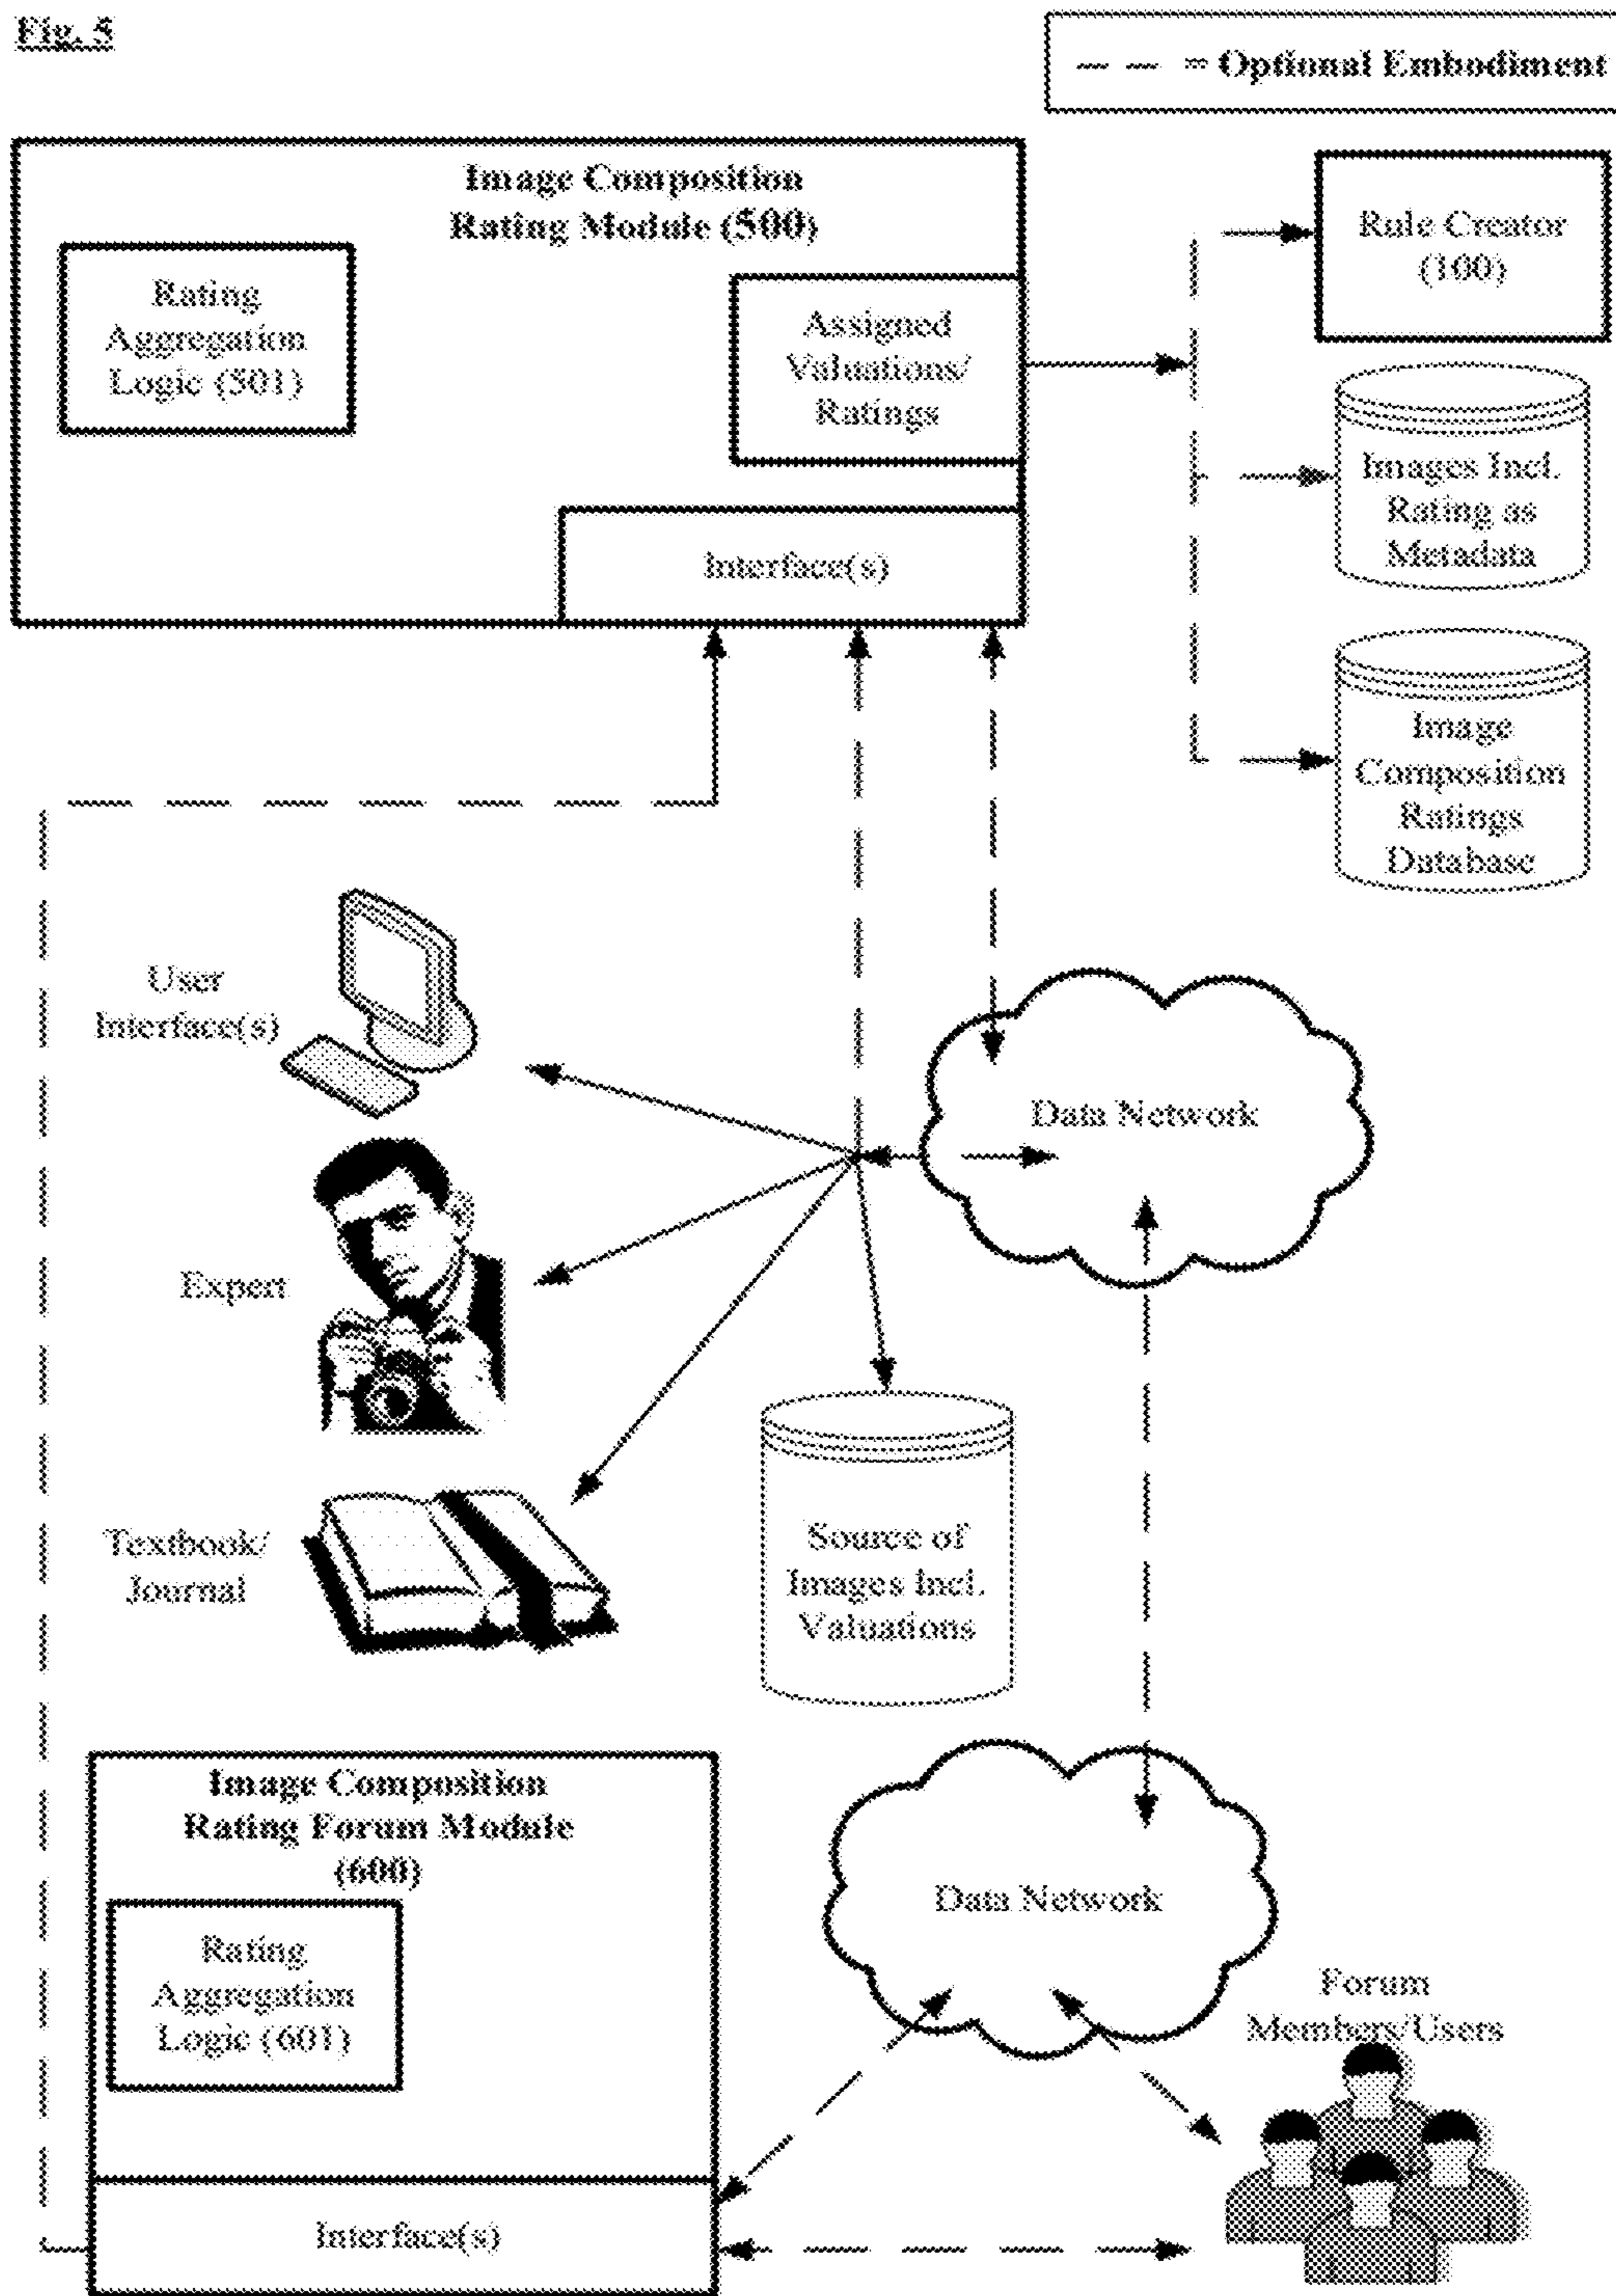 Fig. 5
— — = Optional Embodiment
Image Composition
Rating Module (500)
Rating
Aggregation
Logic (501)
Assigned
Valuations/
Ratings
Interface(s)
Rule Creator
(100)
Images Incl.
Rating as
Metadata
Image
Composition
Ratings
Database
User
Interface(s)
Data Network
Expert
Textbook/
Journal
Source of
Images Incl.
Valuations
Image Composition
Rating Forum Module
(600)
Rating
Aggregation
Logic (601)
Interface(s)
Data Network
Forum
Members/Users